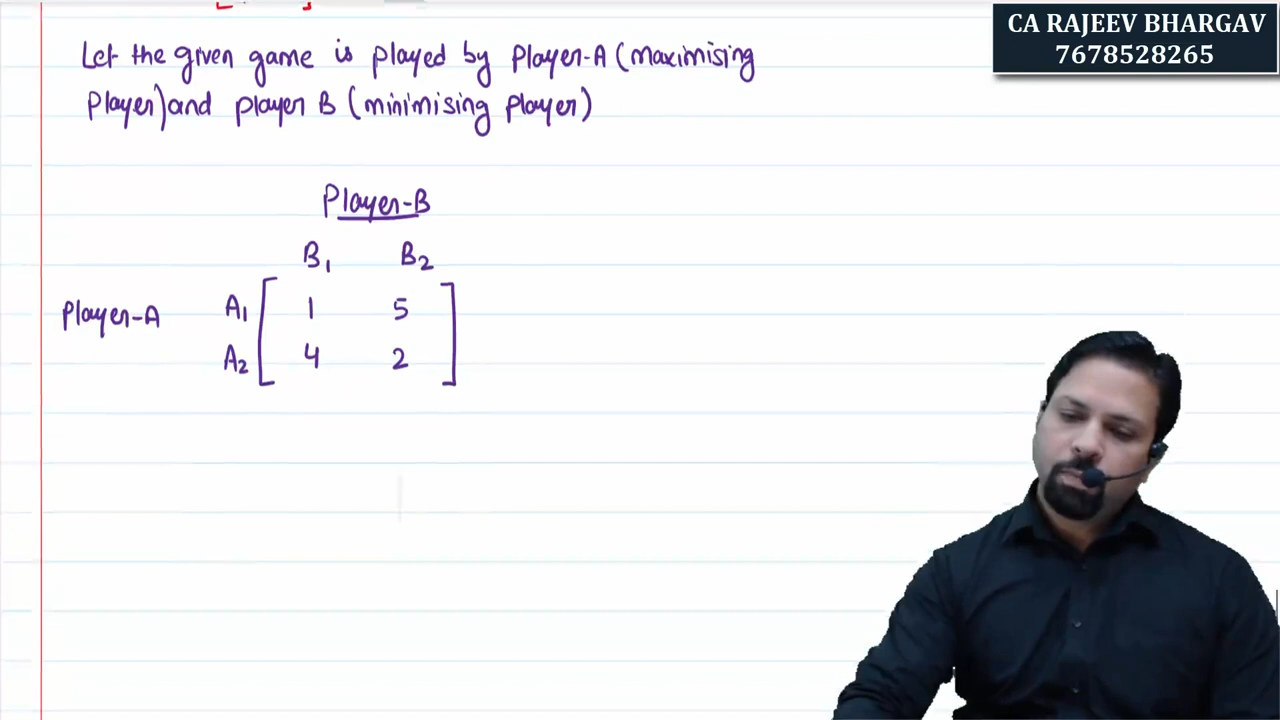 CA RAJEEV BHARGAV
7678528265
Let the given game is played by Player-A (maximising
Player) and player B (minimising player)
Player-B
B₁ B₂
Player-A A₁ [ 1 5 ]
A₂ [ 4 2 ]